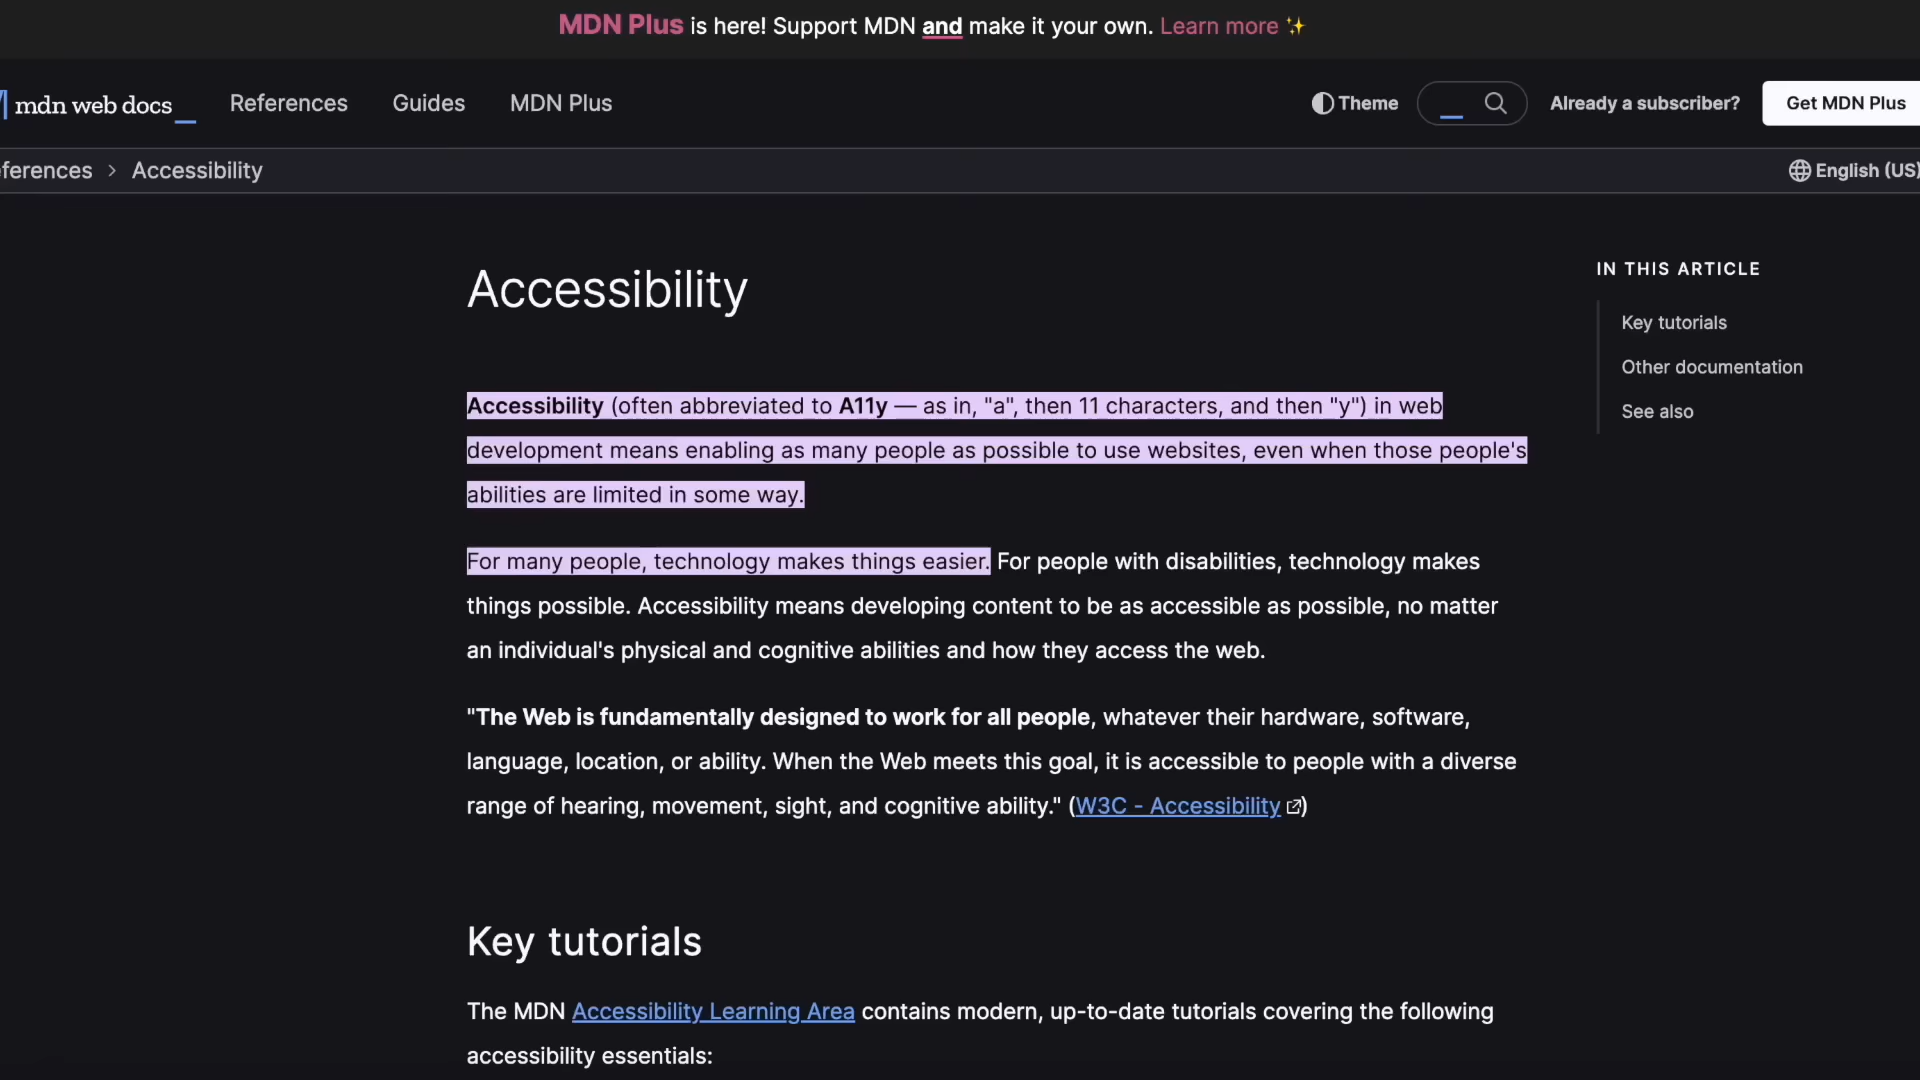 MDN Plus is here! Support MDN and make it your own. Learn more ✨
mdn web docs_
References
Guides
MDN Plus
Theme
Already a subscriber?
Get MDN Plus
ferences > Accessibility
English (US)
Accessibility
IN THIS ARTICLE
Key tutorials
Other documentation
See also
Accessibility (often abbreviated to A11y — as in, "a", then 11 characters, and then "y") in web
development means enabling as many people as possible to use websites, even when those people's
abilities are limited in some way.
For many people, technology makes things easier. For people with disabilities, technology makes
things possible. Accessibility means developing content to be as accessible as possible, no matter
an individual's physical and cognitive abilities and how they access the web.
"The Web is fundamentally designed to work for all people, whatever their hardware, software,
language, location, or ability. When the Web meets this goal, it is accessible to people with a diverse
range of hearing, movement, sight, and cognitive ability." (W3C - Accessibility)
Key tutorials
The MDN Accessibility Learning Area contains modern, up-to-date tutorials covering the following
accessibility essentials: